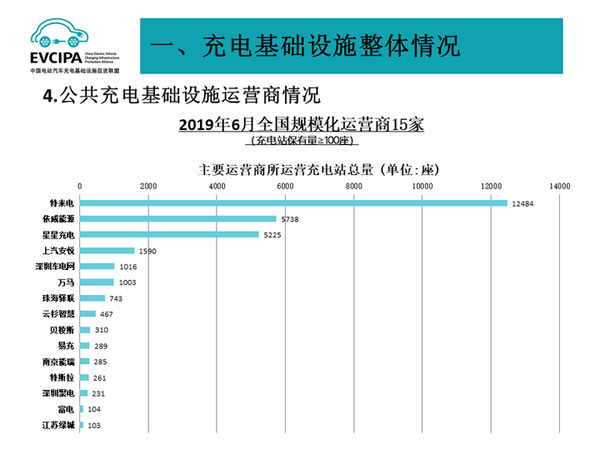 EVCIPA
China Electric Vehicle
Charging Infrastructure
Promotion Alliance
中国电动汽车充电基础设施促进联盟
一、充电基础设施整体情况
4.公共充电基础设施运营商情况
2019年6月全国规模化运营商15家
（充电站保有量≥100座）
主要运营商所运营充电站总量（单位:座）
0 2000 4000 6000 8000 10000 12000 14000
特来电 12484
依威能源 5738
星星充电 5225
上汽安悦 1590
深圳车电网 1016
万马 1003
珠海驿联 743
云杉智慧 467
贝梭斯 310
易充 289
南京能瑞 285
特斯拉 261
深圳聚电 231
富电 104
江苏绿城 103